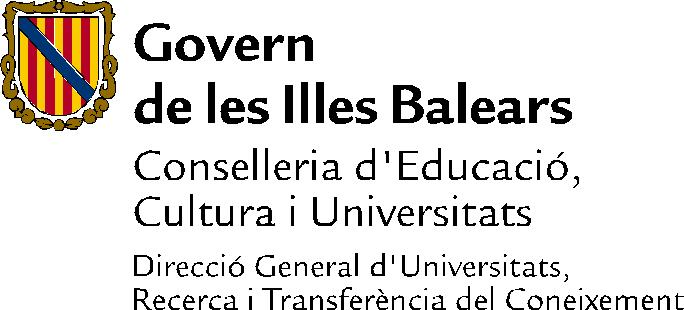 Govern
de les Illes Balears
Conselleria d'Educació,
Cultura i Universitats
Direcció General d'Universitats,
Recerca i Transferència del Coneixement